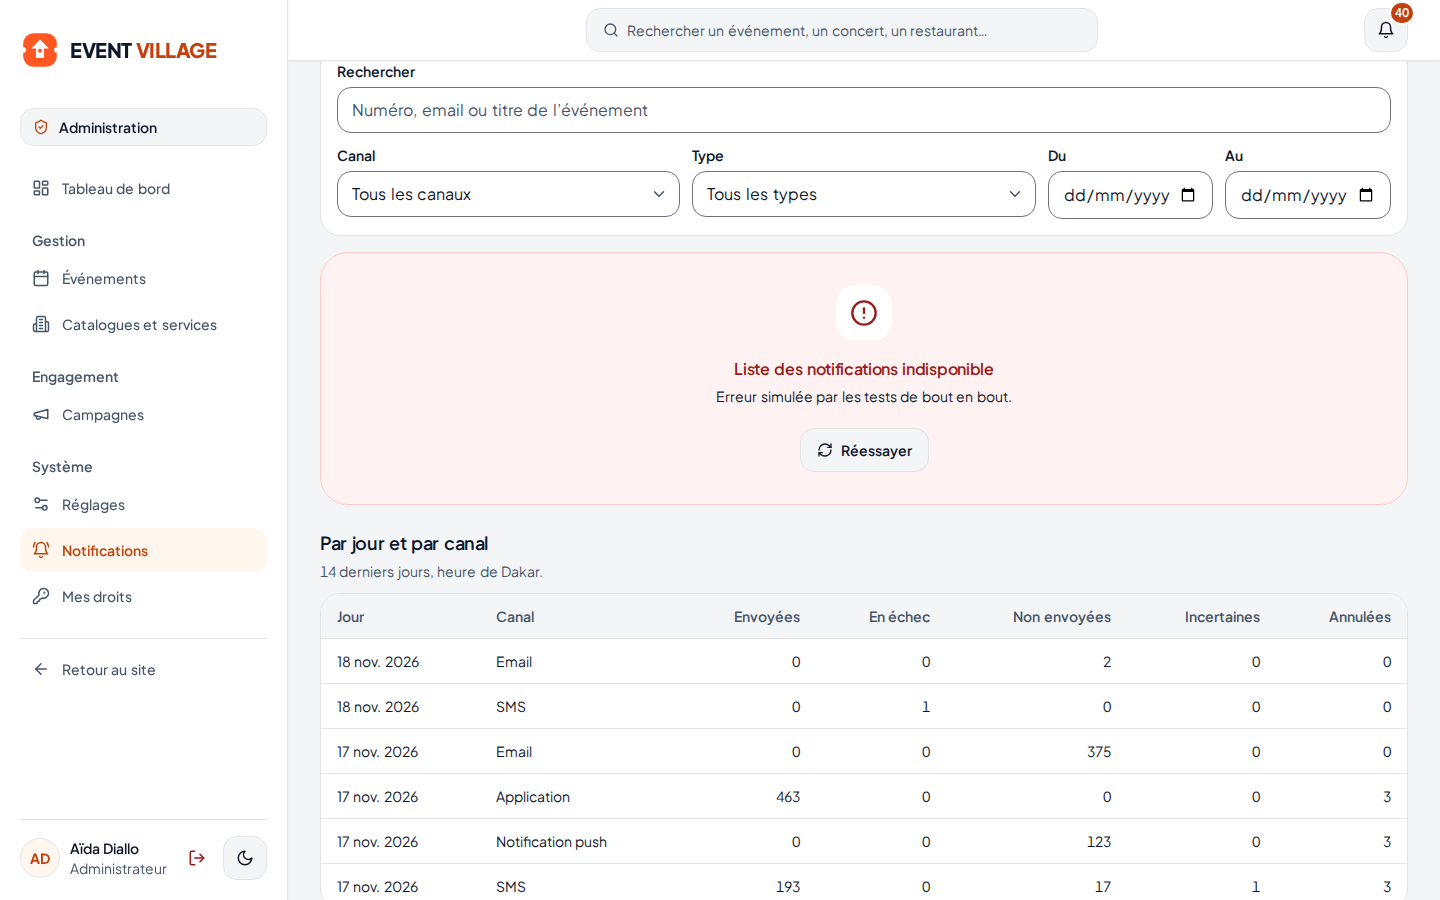 EVENT VILLAGE
Rechercher un événement, un concert, un restaurant…
40
Administration
Tableau de bord
Gestion
Événements
Catalogues et services
Engagement
Campagnes
Système
Réglages
Notifications
Mes droits
Retour au site
AD
Aïda Diallo
Administrateur
Rechercher
Numéro, email ou titre de l'événement
Canal
Type
Du
Au
Tous les canaux
Tous les types
dd/mm/yyyy
dd/mm/yyyy
Liste des notifications indisponible
Erreur simulée par les tests de bout en bout.
Réessayer
Par jour et par canal
14 derniers jours, heure de Dakar.
Jour Canal Envoyées En échec Non envoyées Incertaines Annulées
18 nov. 2026 Email 0 0 2 0 0
18 nov. 2026 SMS 0 1 0 0 0
17 nov. 2026 Email 0 0 375 0 0
17 nov. 2026 Application 463 0 0 0 3
17 nov. 2026 Notification push 0 0 123 0 3
17 nov. 2026 SMS 193 0 17 1 3